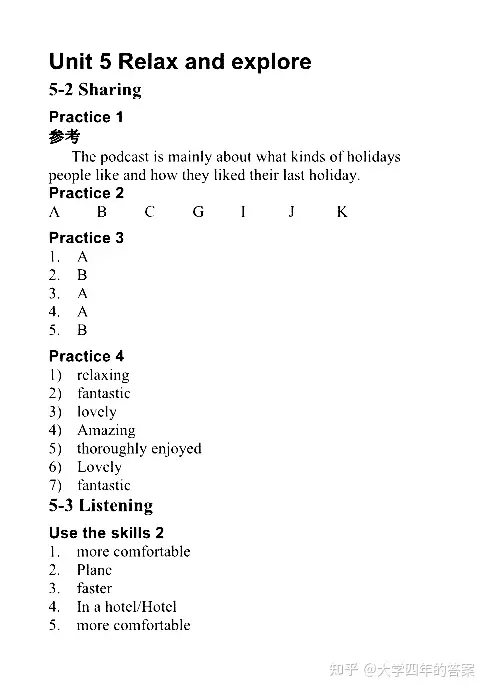 Unit 5 Relax and explore
5-2 Sharing
Practice 1
参考
The podcast is mainly about what kinds of holidays
people like and how they liked their last holiday.
Practice 2
A B C G I J K
Practice 3
1. A
2. B
3. A
4. A
5. B
Practice 4
1) relaxing
2) fantastic
3) lovely
4) Amazing
5) thoroughly enjoyed
6) Lovely
7) fantastic
5-3 Listening
Use the skills 2
1. more comfortable
2. Plane
3. faster
4. In a hotel/Hotel
5. more comfortable
知乎 @大学四年的答案